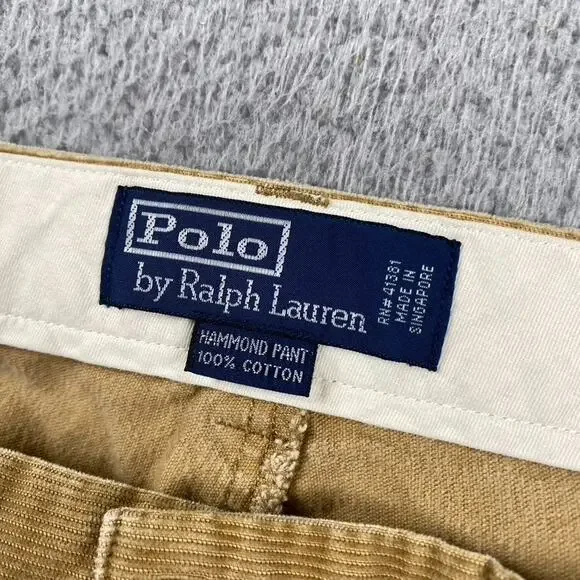 Polo
by Ralph Lauren
RN# 41381
MADE IN
SINGAPORE
HAMMOND PANT
100% COTTON